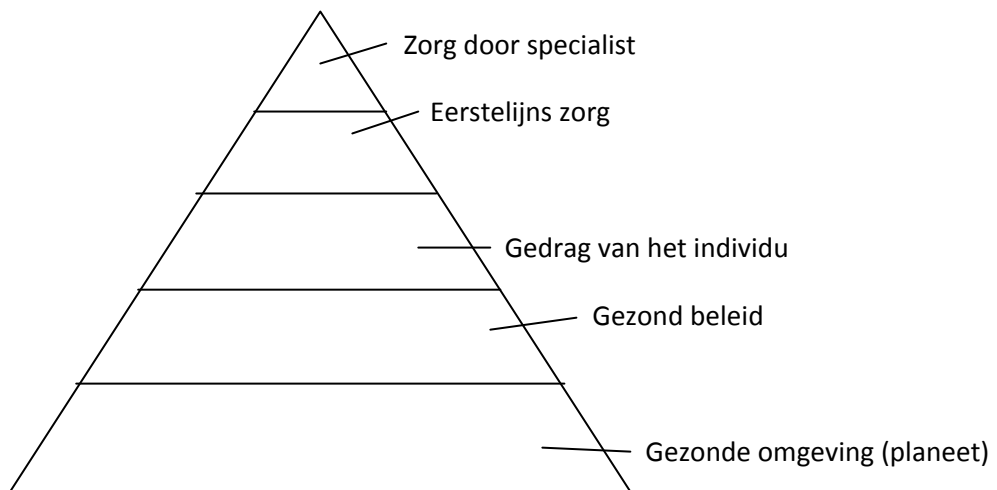 Zorg door specialist
Eerstelijns zorg
Gedrag van het individu
Gezond beleid
Gezonde omgeving (planeet)